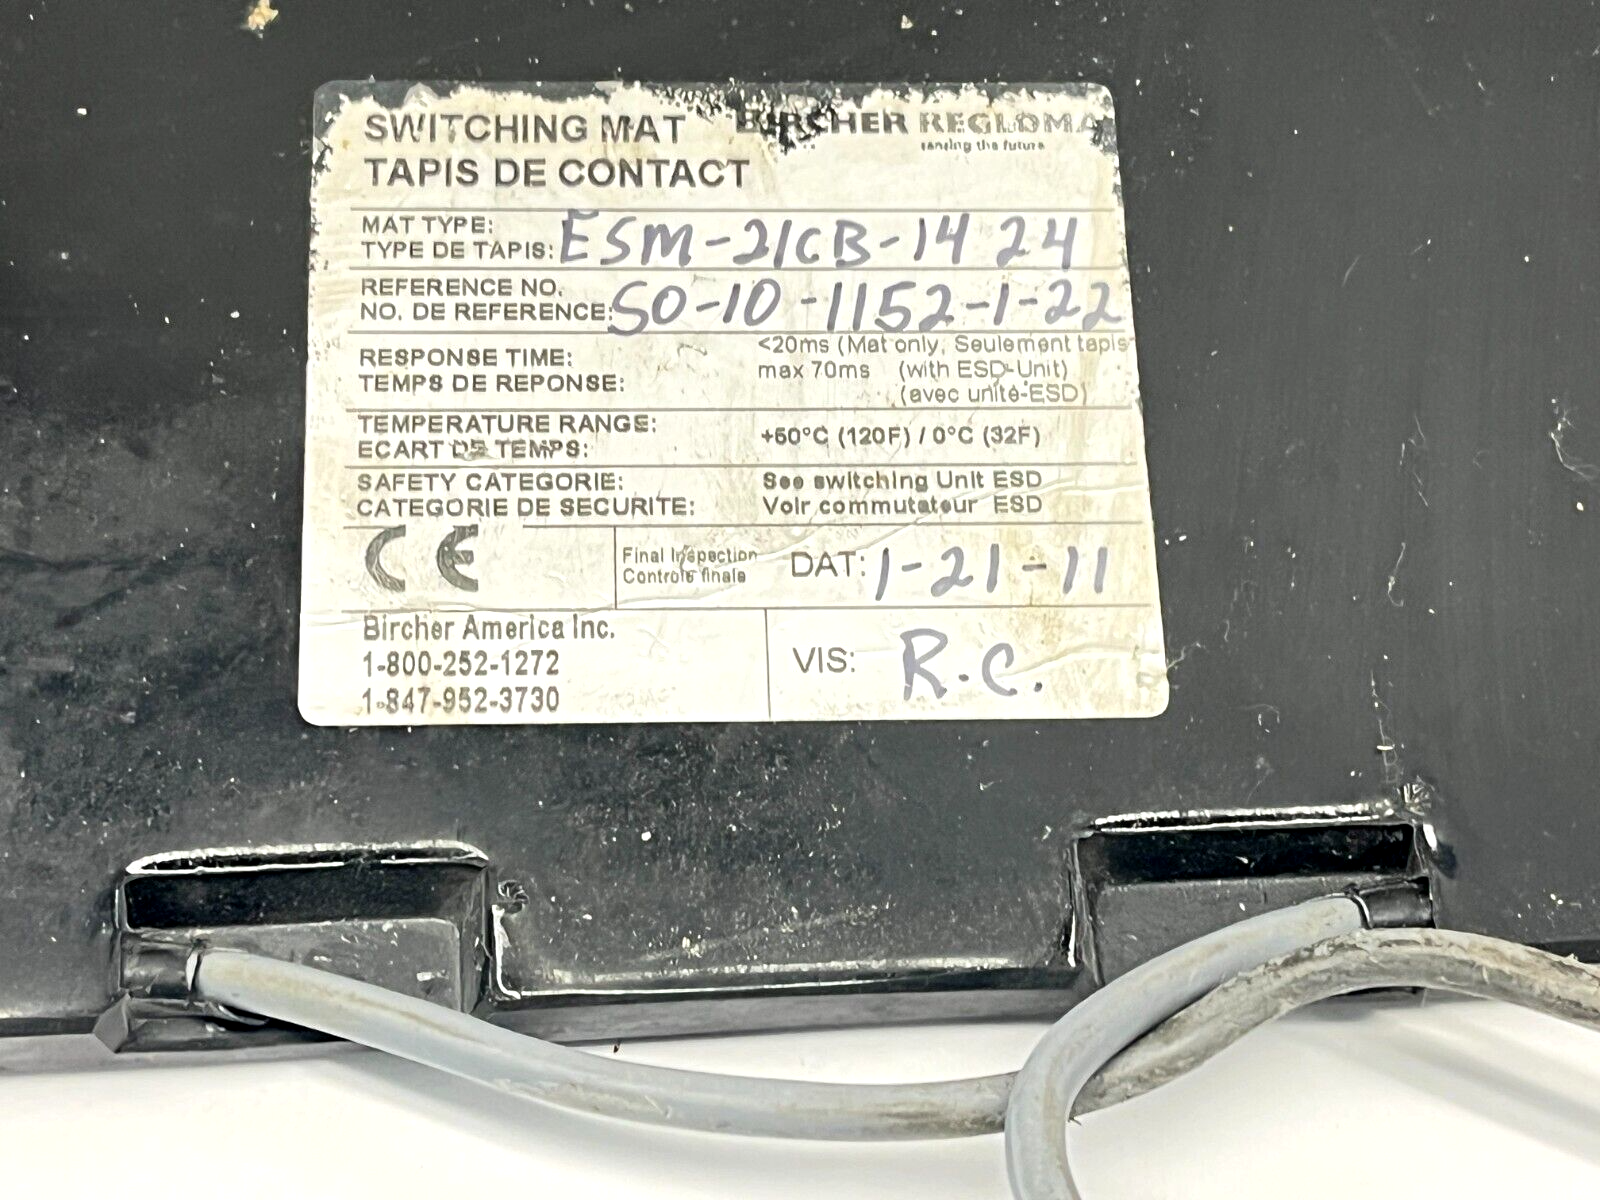 SWITCHING MAT BIRCHER REGLOMA
sensing the future
TAPIS DE CONTACT
MAT TYPE:
TYPE DE TAPIS: ESM-21CB-14 24
REFERENCE NO.
NO. DE REFERENCE: SO-10-1152-1-22
RESPONSE TIME: <20ms (Mat only, Seulement tapis
TEMPS DE REPONSE: max 70ms (with ESD-Unit)
(avec unite-ESD)
TEMPERATURE RANGE:
ECART DE TEMPS: +50°C (120F) / 0°C (32F)
SAFETY CATEGORIE: See switching Unit ESD
CATEGORIE DE SECURITE: Voir commutateur ESD
CE
Final Inspection
Controle finale
DAT: 1-21-11
Bircher America Inc.
1-800-252-1272
1-847-952-3730
VIS: R.C.